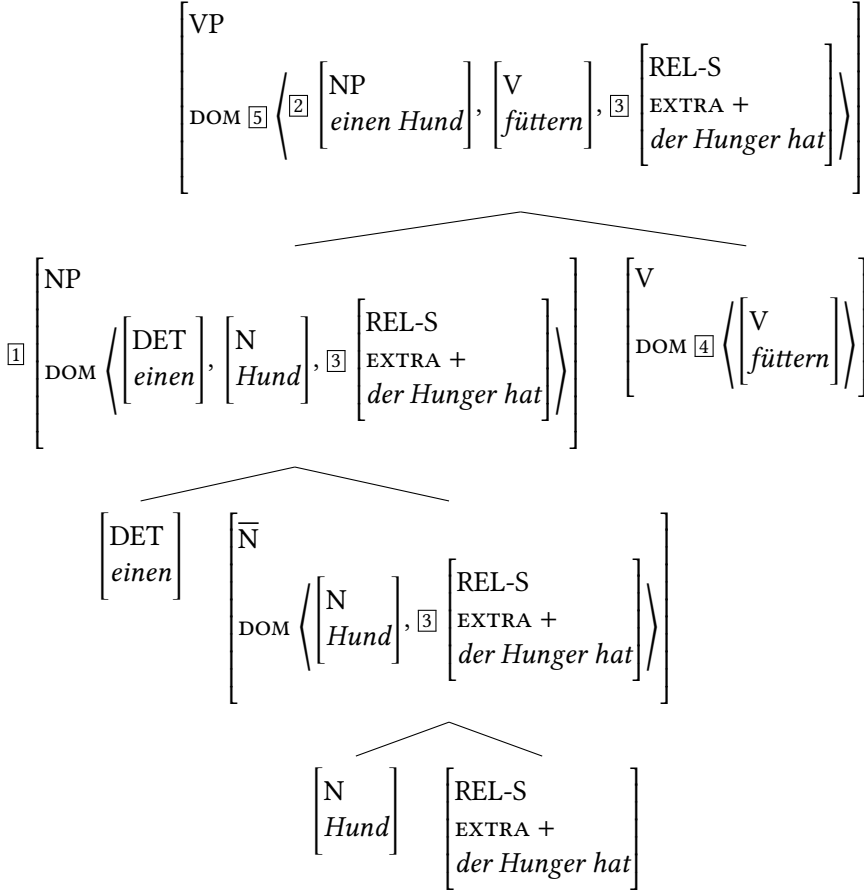 VP
DOM 5 ⟨ 2 [NP einen Hund], [V füttern], 3 [REL-S EXTRA + der Hunger hat] ⟩
1 NP
DOM ⟨ [DET einen], [N Hund], 3 [REL-S EXTRA + der Hunger hat] ⟩
V
DOM 4 ⟨ [V füttern] ⟩
DET
einen
N̅
DOM ⟨ [N Hund], 3 [REL-S EXTRA + der Hunger hat] ⟩
N
Hund
REL-S
EXTRA +
der Hunger hat